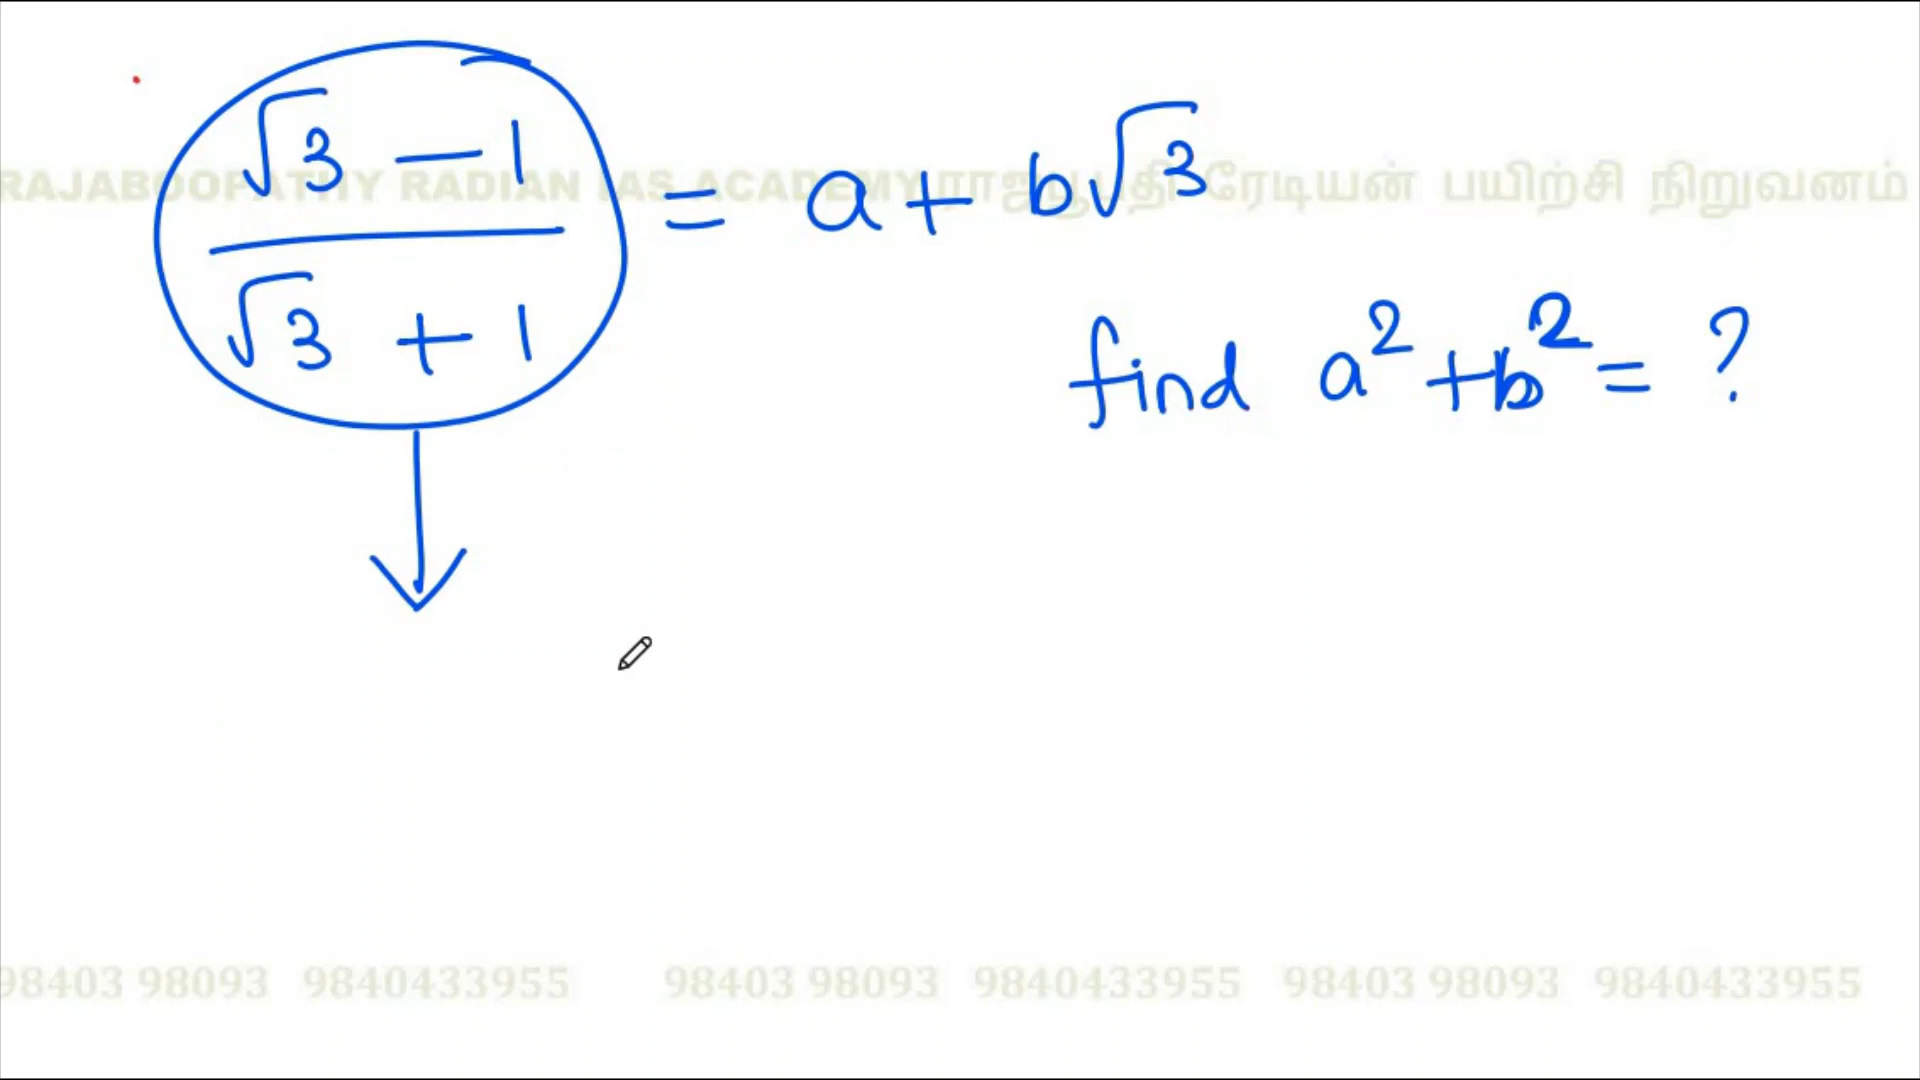 √3 − 1
RAJABOOPATHY RADIAN IAS ACADEMY ராஜபூபதி ரேடியன் பயிற்சி நிறுவனம்
= a + b√3
√3 + 1
find a² + b² = ?
98403 98093 9840433955 98403 98093 9840433955 98403 98093 9840433955